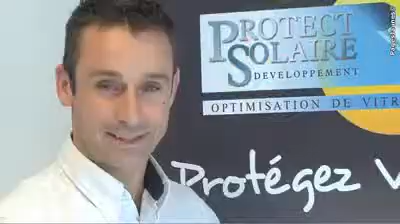 PROTECT
SOLAIRE
DEVELOPPEMENT
OPTIMISATION DE VITR
Protégez V